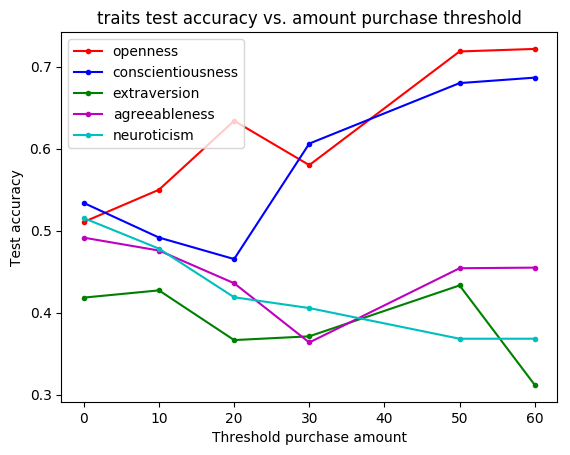 traits test accuracy vs. amount purchase threshold
openness
conscientiousness
extraversion
agreeableness
neuroticism
Test accuracy
0.7
0.6
0.5
0.4
0.3
0 10 20 30 40 50 60
Threshold purchase amount